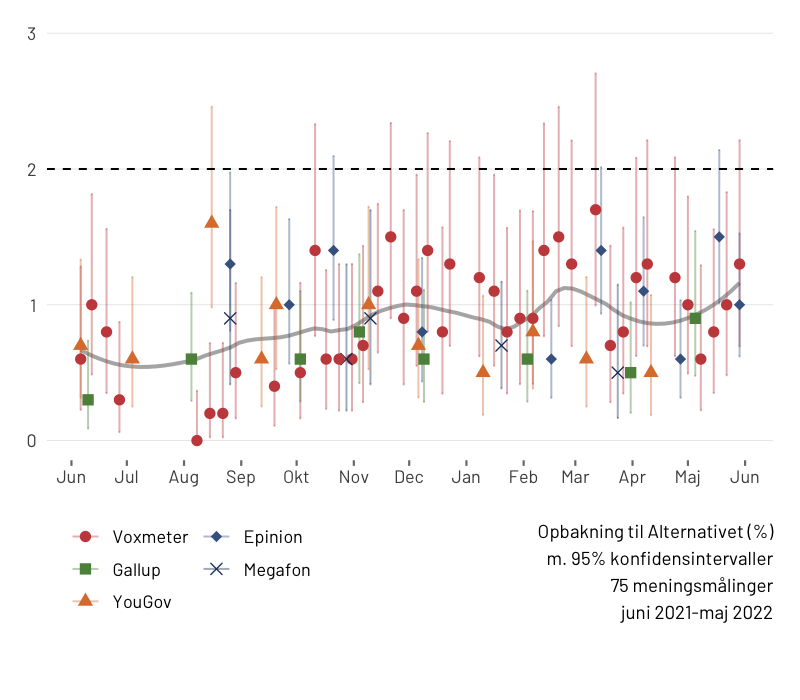 3
2
1
0
Jun Jul Aug Sep Okt Nov Dec Jan Feb Mar Apr Maj Jun
Voxmeter Epinion
Gallup Megafon
YouGov
Opbakning til Alternativet (%)
m. 95% konfidensintervaller
75 meningsmålinger
juni 2021-maj 2022